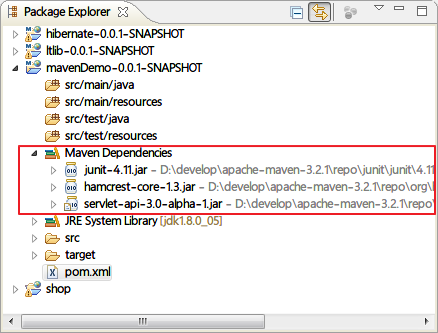 Package Explorer
hibernate-0.0.1-SNAPSHOT
ltlib-0.0.1-SNAPSHOT
mavenDemo-0.0.1-SNAPSHOT
src/main/java
src/main/resources
src/test/java
src/test/resources
Maven Dependencies
junit-4.11.jar - D:\develop\apache-maven-3.2.1\repo\junit\junit\4.11
hamcrest-core-1.3.jar - D:\develop\apache-maven-3.2.1\repo\org\
servlet-api-3.0-alpha-1.jar - D:\develop\apache-maven-3.2.1\repo\
JRE System Library [jdk1.8.0_05]
src
target
pom.xml
shop